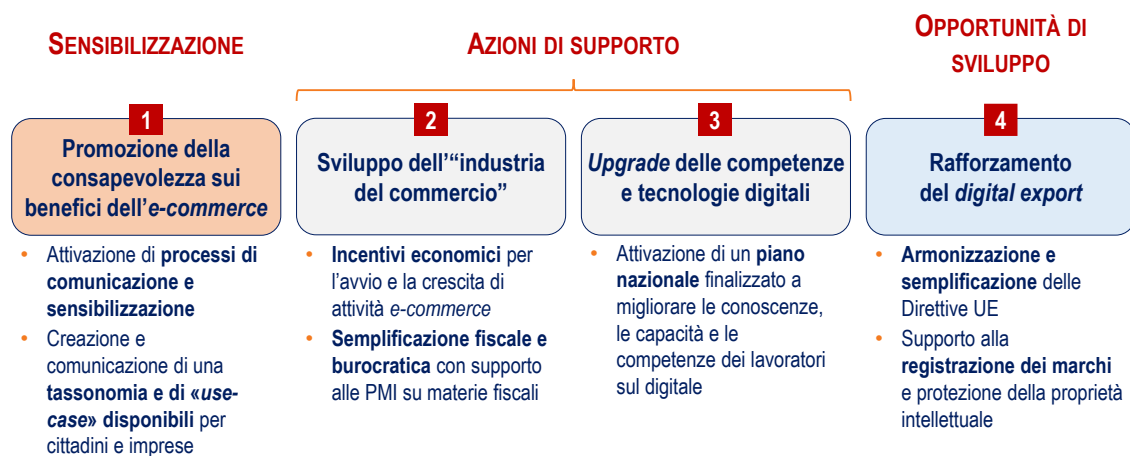 SENSIBILIZZAZIONE
AZIONI DI SUPPORTO
OPPORTUNITÀ DI
SVILUPPO
1
Promozione della
consapevolezza sui
benefici dell’e-commerce
• Attivazione di processi di
comunicazione e
sensibilizzazione
• Creazione e
comunicazione di una
tassonomia e di «use-
case» disponibili per
cittadini e imprese
2
Sviluppo dell’“industria
del commercio”
• Incentivi economici per
l’avvio e la crescita di
attività e-commerce
• Semplificazione fiscale e
burocratica con supporto
alle PMI su materie fiscali
3
Upgrade delle competenze
e tecnologie digitali
• Attivazione di un piano
nazionale finalizzato a
migliorare le conoscenze,
le capacità e le
competenze dei lavoratori
sul digitale
4
Rafforzamento
del digital export
• Armonizzazione e
semplificazione delle
Direttive UE
• Supporto alla
registrazione dei marchi
e protezione della proprietà
intellettuale